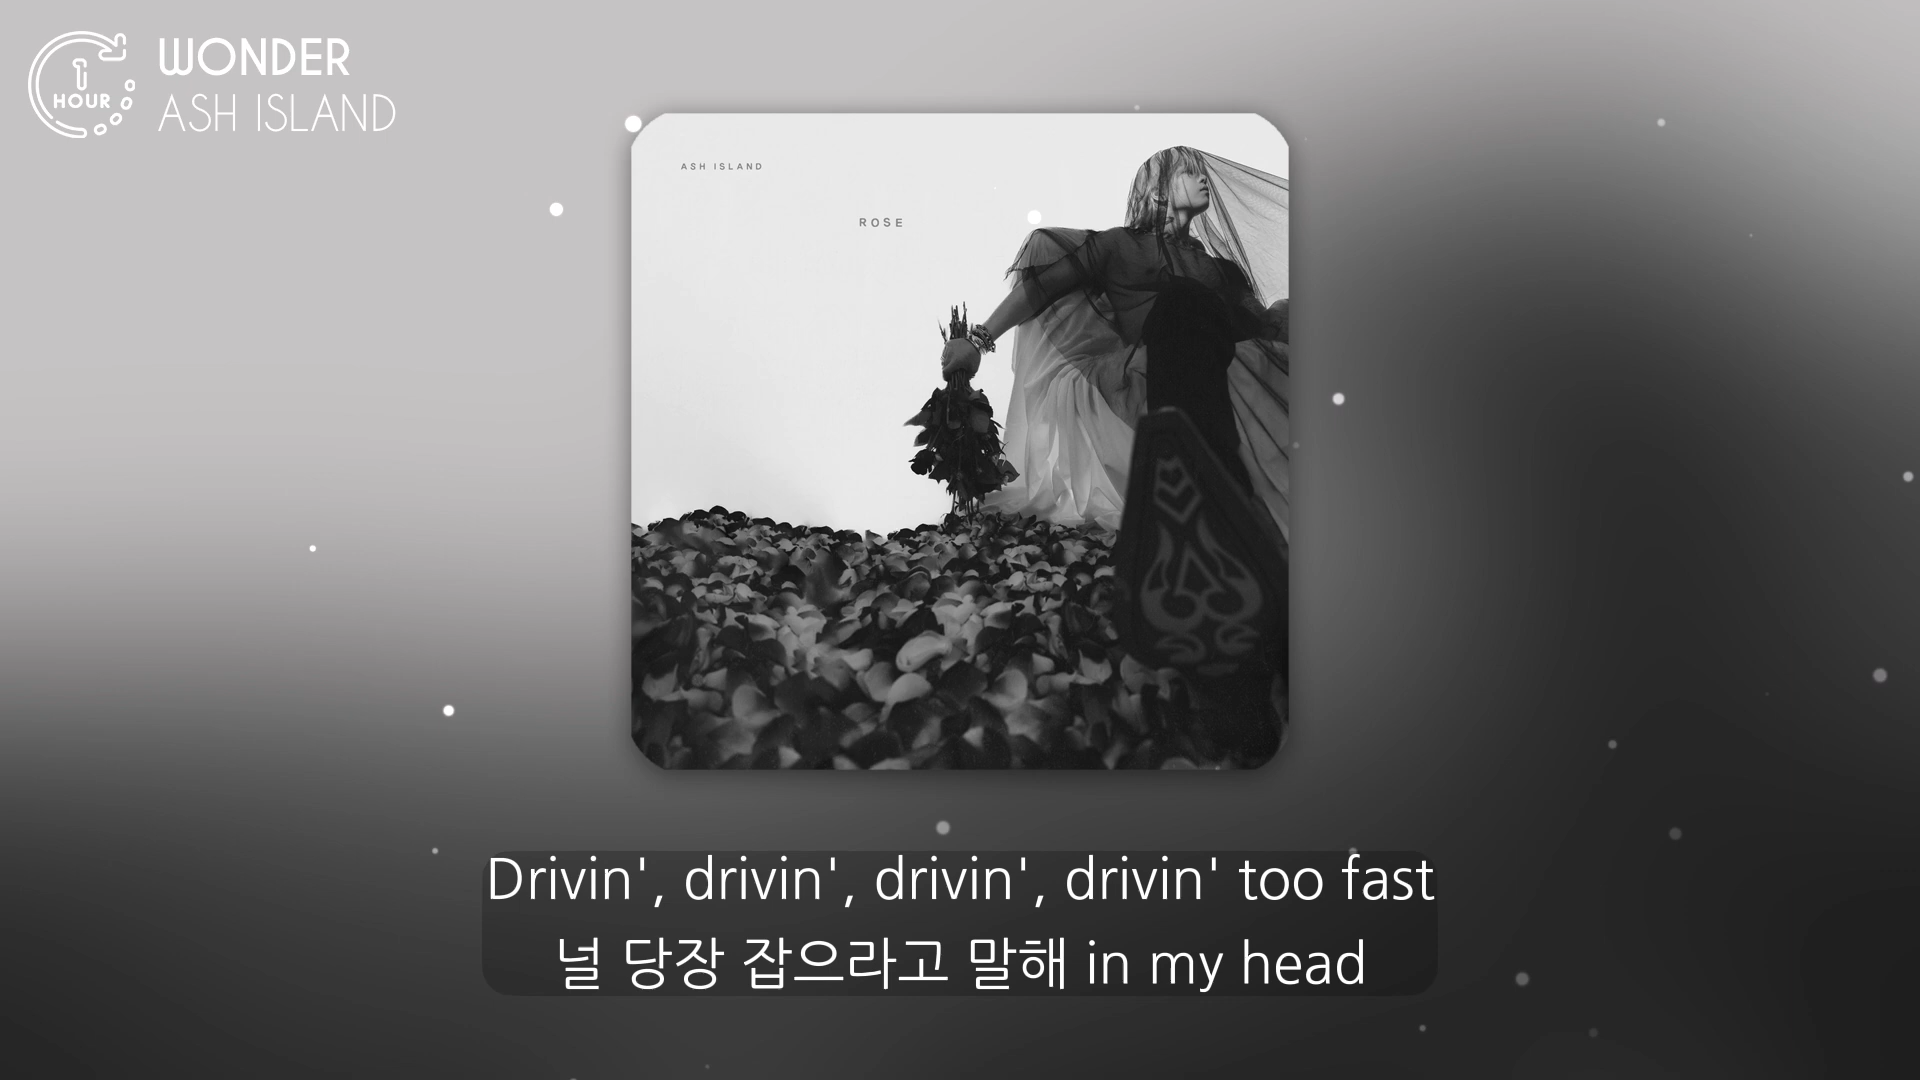 1
HOUR
WONDER
ASH ISLAND
ASH ISLAND
ROSE
Drivin', drivin', drivin', drivin' too fast
널 당장 잡으라고 말해 in my head